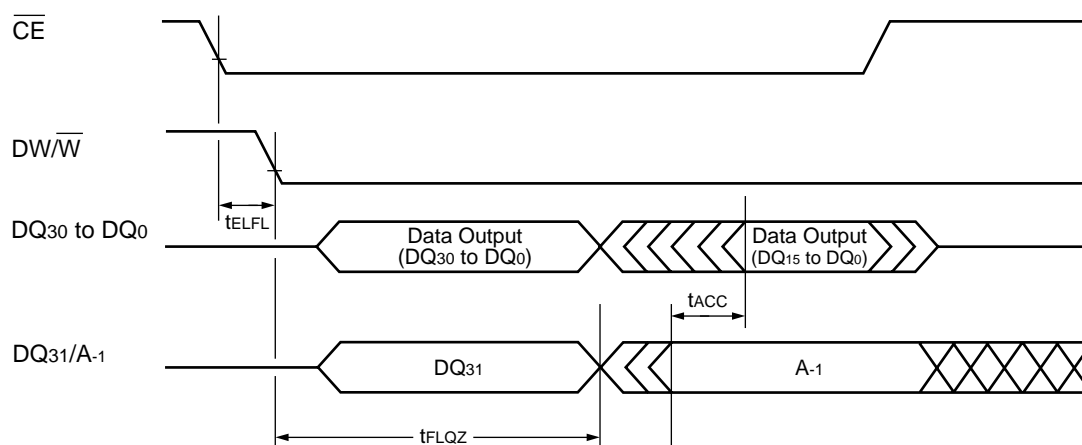 C̅E̅
DW/W̅
tELFL
DQ30 to DQ0
Data Output
(DQ30 to DQ0)
Data Output
(DQ15 to DQ0)
tACC
DQ31/A-1
DQ31
A-1
tFLQZ